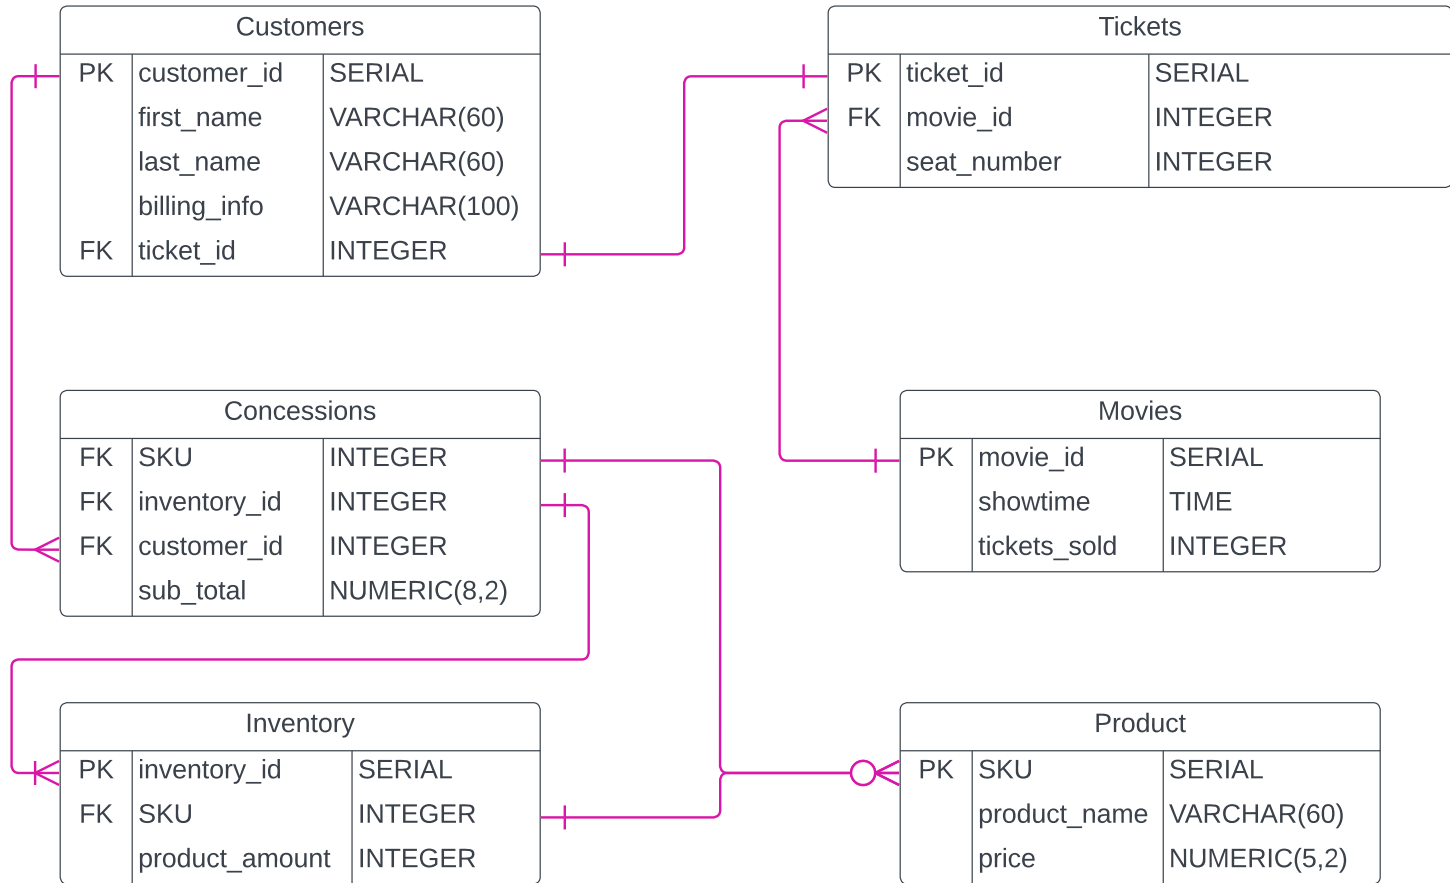 Customers
PK customer_id SERIAL
first_name VARCHAR(60)
last_name VARCHAR(60)
billing_info VARCHAR(100)
FK ticket_id INTEGER
Tickets
PK ticket_id SERIAL
FK movie_id INTEGER
seat_number INTEGER
Concessions
FK SKU INTEGER
FK inventory_id INTEGER
FK customer_id INTEGER
sub_total NUMERIC(8,2)
Movies
PK movie_id SERIAL
showtime TIME
tickets_sold INTEGER
Inventory
PK inventory_id SERIAL
FK SKU INTEGER
product_amount INTEGER
Product
PK SKU SERIAL
product_name VARCHAR(60)
price NUMERIC(5,2)